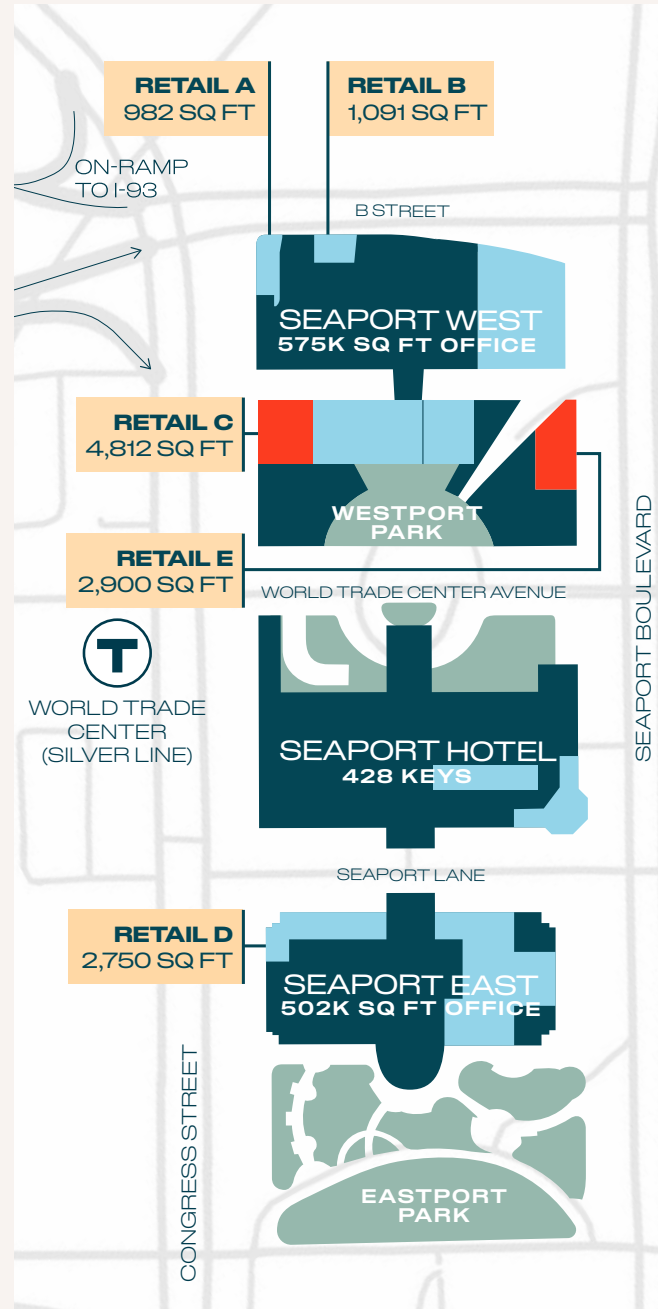 RETAIL A
982 SQ FT
RETAIL B
1,091 SQ FT
ON-RAMP
TO I-93
B STREET
SEAPORT WEST
575K SQ FT OFFICE
RETAIL C
4,812 SQ FT
WESTPORT
PARK
RETAIL E
2,900 SQ FT
WORLD TRADE CENTER AVENUE
SEAPORT BOULEVARD
T
WORLD TRADE
CENTER
(SILVER LINE)
SEAPORT HOTEL
428 KEYS
SEAPORT LANE
RETAIL D
2,750 SQ FT
SEAPORT EAST
502K SQ FT OFFICE
CONGRESS STREET
EASTPORT
PARK